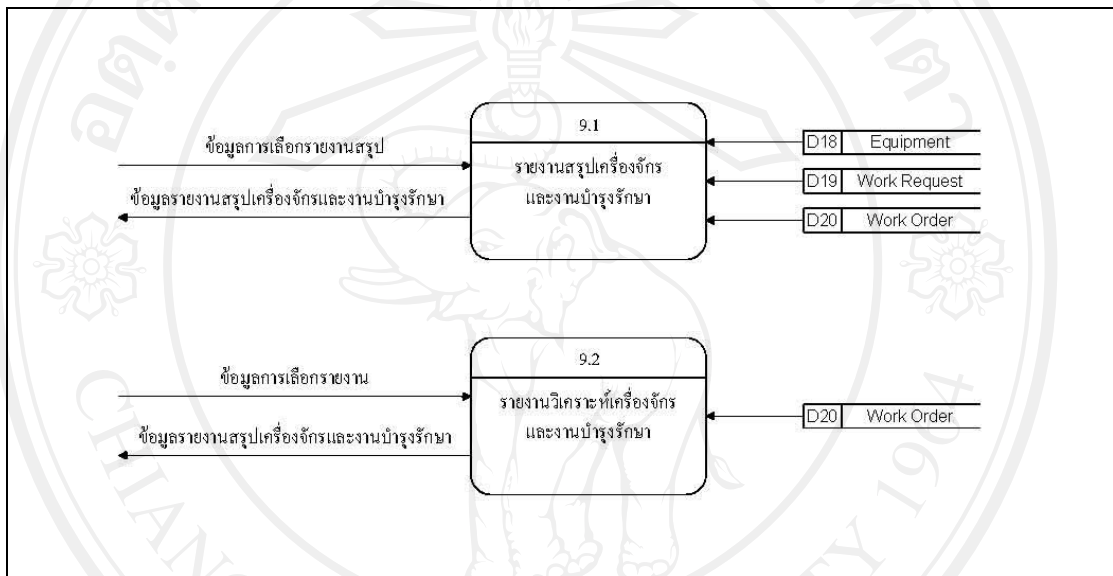 9.1
ข้อมูลการเลือกรายงานสรุป
รายงานสรุปเครื่องจักร
และงานบำรุงรักษา
ข้อมูลรายงานสรุปเครื่องจักรและงานบำรุงรักษา
D18 Equipment
D19 Work Request
D20 Work Order
9.2
ข้อมูลการเลือกรายงาน
รายงานวิเคราะห์เครื่องจักร
และงานบำรุงรักษา
ข้อมูลรายงานสรุปเครื่องจักรและงานบำรุงรักษา
D20 Work Order